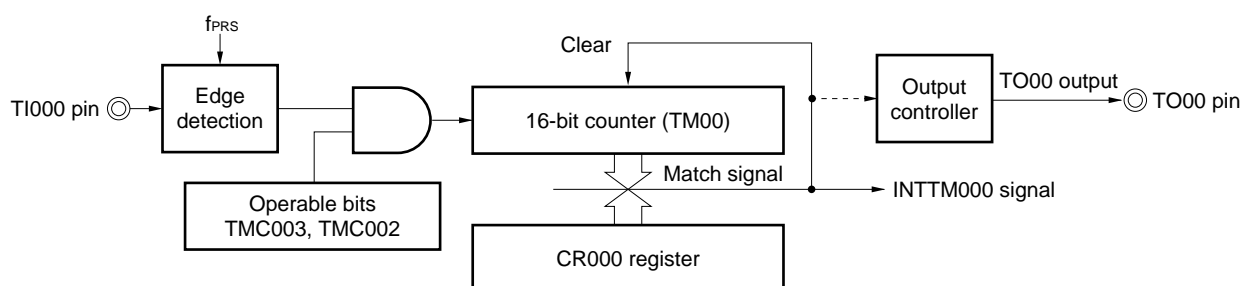 fPRS
Clear
TI000 pin
Edge
detection
16-bit counter (TM00)
Output
controller
TO00 output
TO00 pin
Operable bits
TMC003, TMC002
Match signal
INTTM000 signal
CR000 register